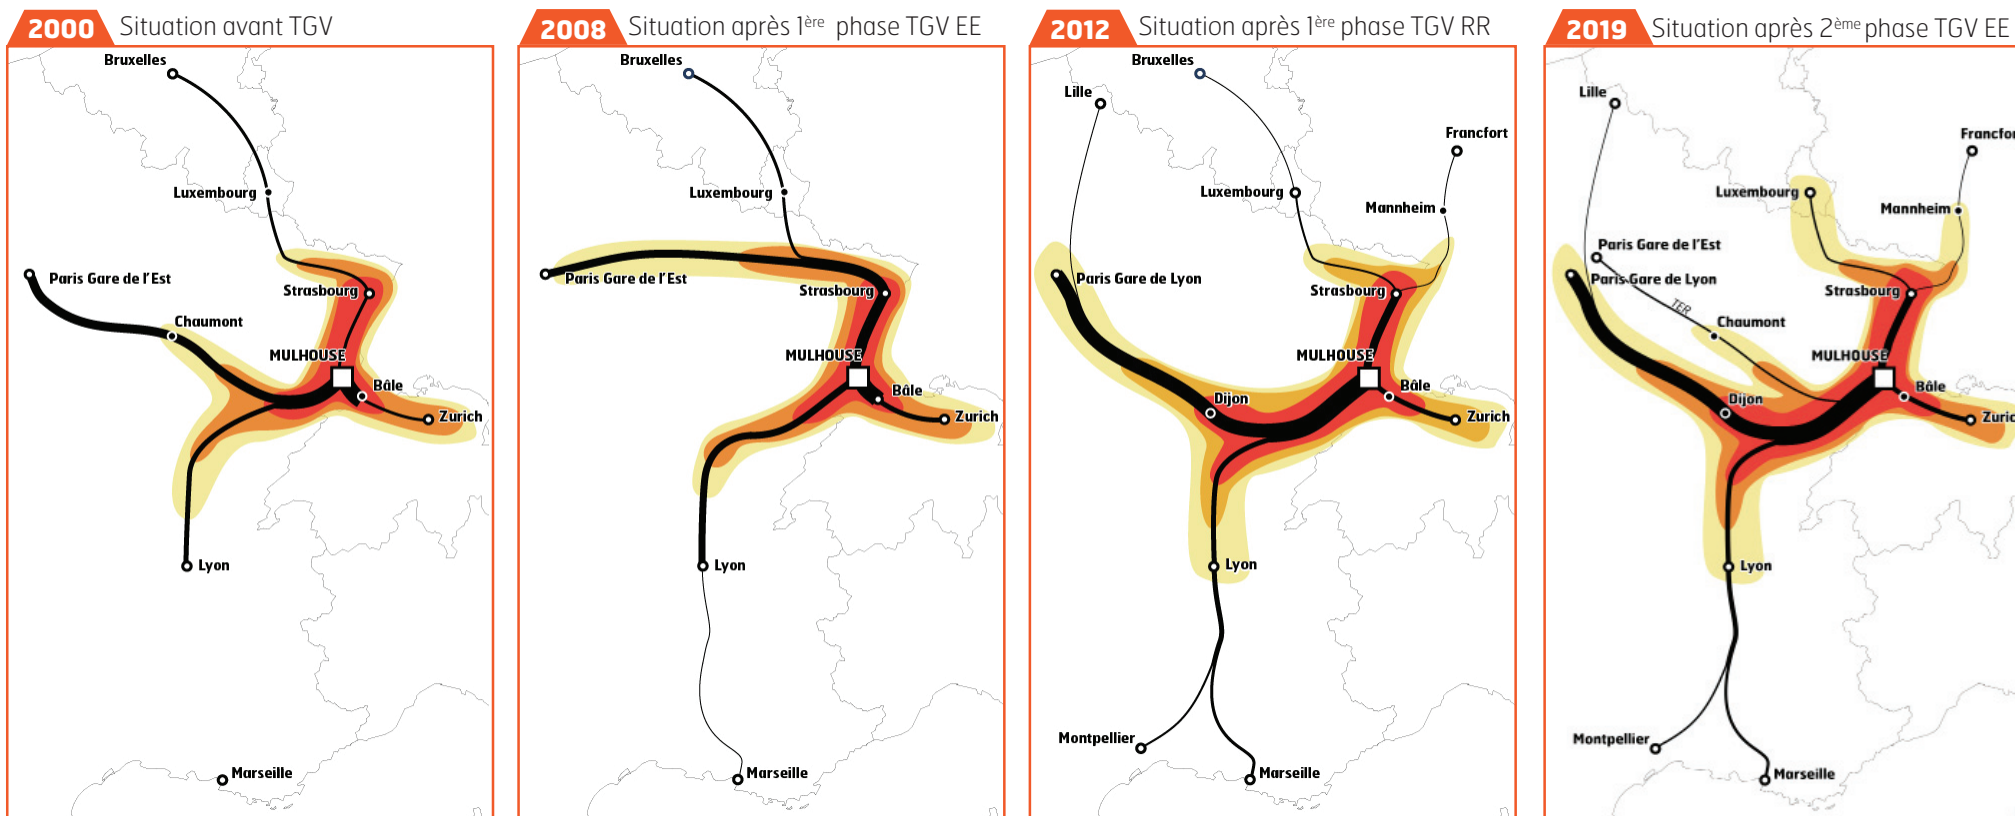 2000 Situation avant TGV
Bruxelles
Luxembourg
Paris Gare de l'Est
Strasbourg
Chaumont
MULHOUSE
Bâle
Zurich
Lyon
Marseille
2008 Situation après 1ère phase TGV EE
Bruxelles
Luxembourg
Paris Gare de l'Est
Strasbourg
MULHOUSE
Bâle
Zurich
Lyon
Marseille
2012 Situation après 1ère phase TGV RR
Bruxelles
Lille
Francfort
Luxembourg
Mannheim
Paris Gare de Lyon
Strasbourg
MULHOUSE
Bâle
Dijon
Zurich
Lyon
Montpellier
Marseille
2019 Situation après 2ème phase TGV EE
Lille
Francfor
Luxembourg
Mannheim
Paris Gare de l'Est
Paris Gare de Lyon
Strasbourg
TER
Chaumont
MULHOUSE
Bâle
Dijon
Zuric
Lyon
Montpellier
Marseille